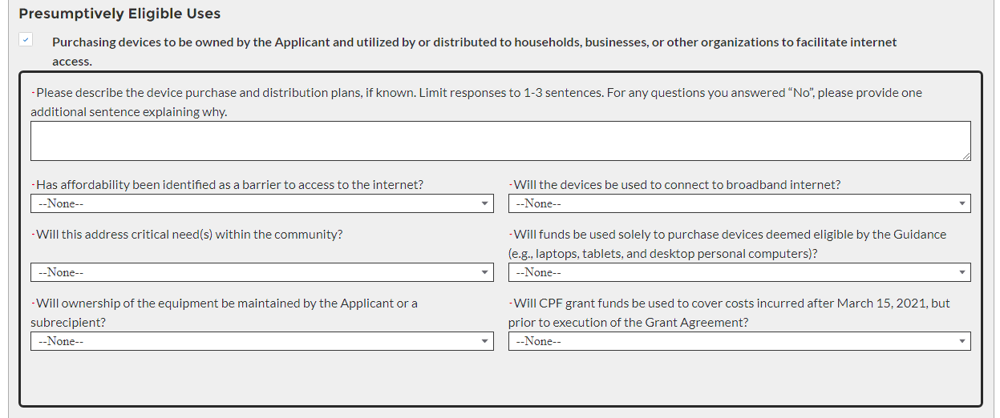 Presumptively Eligible Uses
Purchasing devices to be owned by the Applicant and utilized by or distributed to households, businesses, or other organizations to facilitate internet
access.
-Please describe the device purchase and distribution plans, if known. Limit responses to 1-3 sentences. For any questions you answered “No”, please provide one
additional sentence explaining why.
-Has affordability been identified as a barrier to access to the internet?
--None--
-Will the devices be used to connect to broadband internet?
--None--
-Will this address critical need(s) within the community?
--None--
-Will funds be used solely to purchase devices deemed eligible by the Guidance
(e.g., laptops, tablets, and desktop personal computers)?
--None--
-Will ownership of the equipment be maintained by the Applicant or a
subrecipient?
--None--
-Will CPF grant funds be used to cover costs incurred after March 15, 2021, but
prior to execution of the Grant Agreement?
--None--